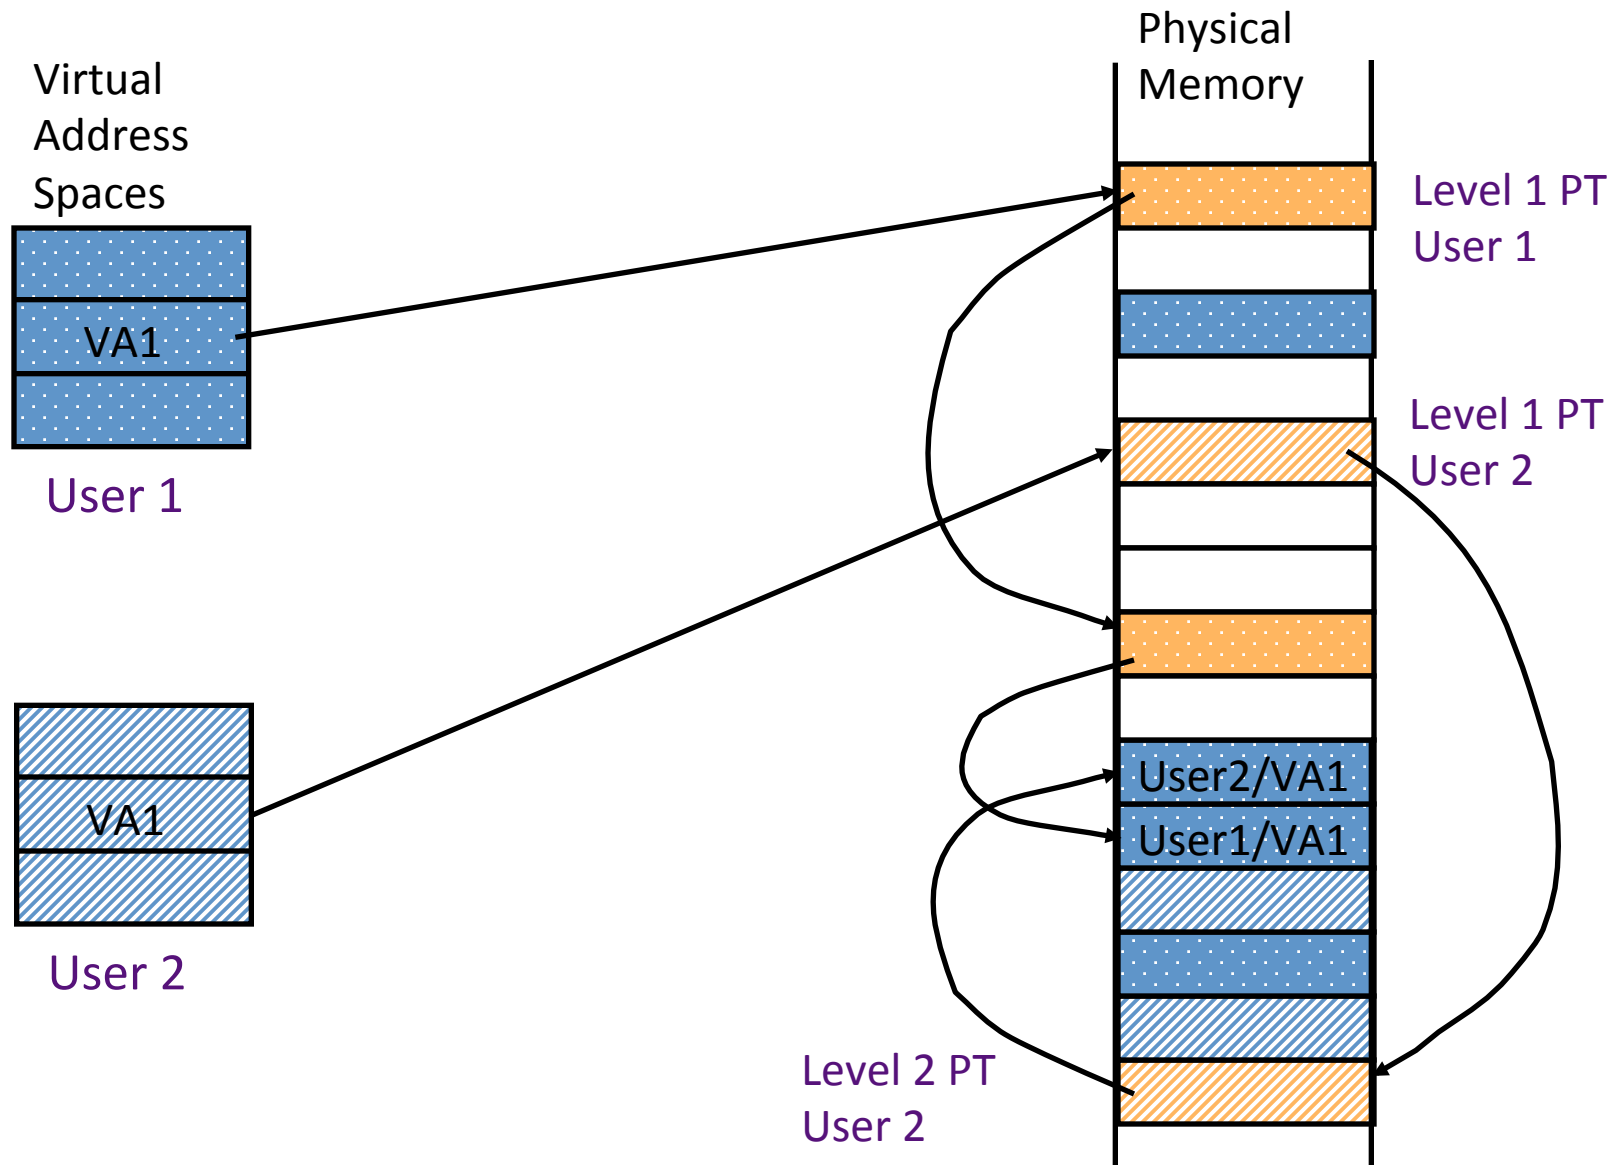 Physical
Memory
Virtual
Address
Spaces
Level 1 PT
User 1
VA1
Level 1 PT
User 2
User 1
User2/VA1
VA1
User1/VA1
User 2
Level 2 PT
User 2